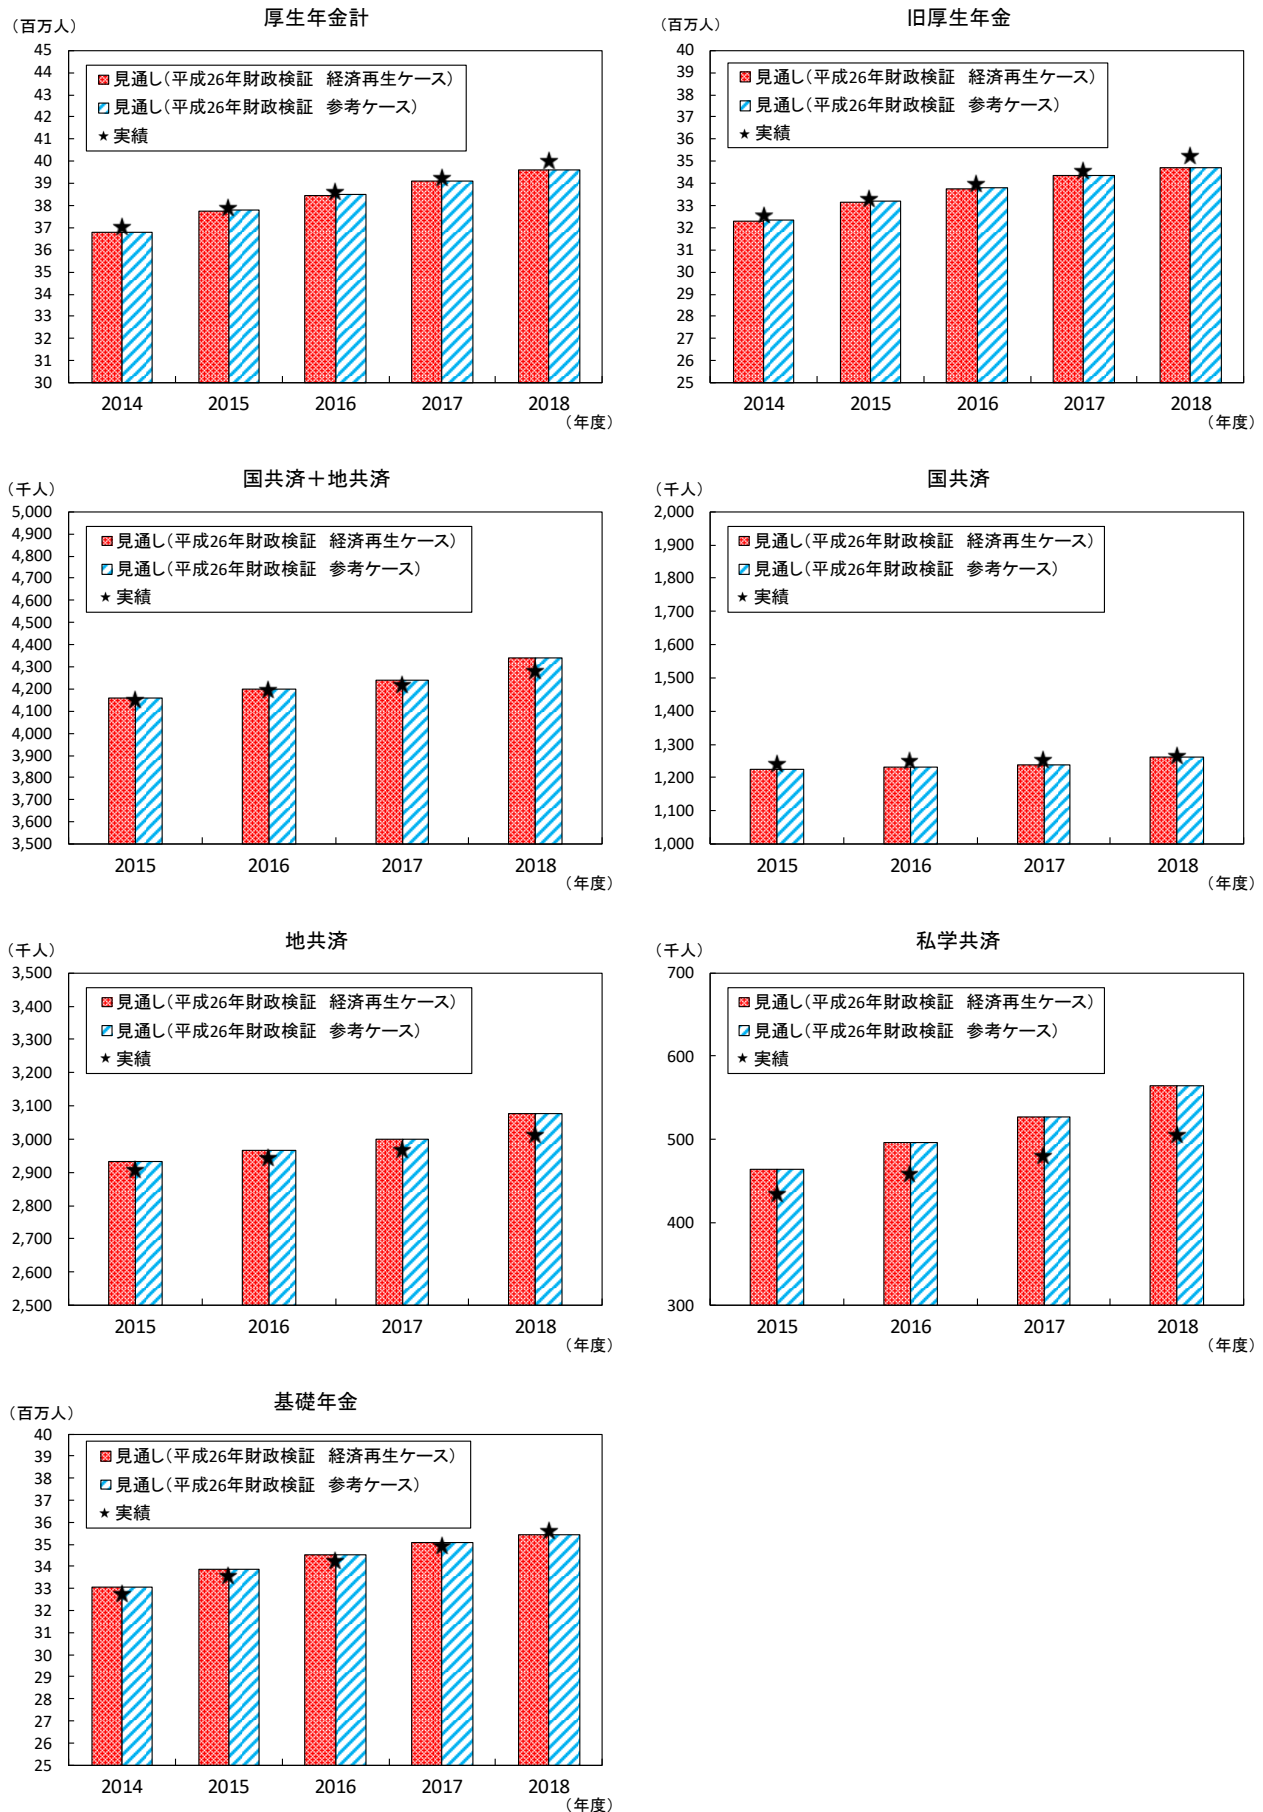 厚生年金計
（百万人）
45
44
43
42
41
40
39
38
37
36
35
34
33
32
31
30
見通し（平成26年財政検証　経済再生ケース）
見通し（平成26年財政検証　参考ケース）
★実績
2014 2015 2016 2017 2018
（年度）
旧厚生年金
（百万人）
40
39
38
37
36
35
34
33
32
31
30
29
28
27
26
25
見通し（平成26年財政検証　経済再生ケース）
見通し（平成26年財政検証　参考ケース）
★実績
2014 2015 2016 2017 2018
（年度）
国共済＋地共済
（千人）
5,000
4,900
4,800
4,700
4,600
4,500
4,400
4,300
4,200
4,100
4,000
3,900
3,800
3,700
3,600
3,500
見通し（平成26年財政検証　経済再生ケース）
見通し（平成26年財政検証　参考ケース）
★実績
2015 2016 2017 2018
（年度）
国共済
（千人）
2,000
1,900
1,800
1,700
1,600
1,500
1,400
1,300
1,200
1,100
1,000
見通し（平成26年財政検証　経済再生ケース）
見通し（平成26年財政検証　参考ケース）
★実績
2015 2016 2017 2018
（年度）
地共済
（千人）
3,500
3,400
3,300
3,200
3,100
3,000
2,900
2,800
2,700
2,600
2,500
見通し（平成26年財政検証　経済再生ケース）
見通し（平成26年財政検証　参考ケース）
★実績
2015 2016 2017 2018
（年度）
私学共済
（千人）
700
600
500
400
300
見通し（平成26年財政検証　経済再生ケース）
見通し（平成26年財政検証　参考ケース）
★実績
2015 2016 2017 2018
（年度）
基礎年金
（百万人）
40
39
38
37
36
35
34
33
32
31
30
29
28
27
26
25
見通し（平成26年財政検証　経済再生ケース）
見通し（平成26年財政検証　参考ケース）
★実績
2014 2015 2016 2017 2018
（年度）